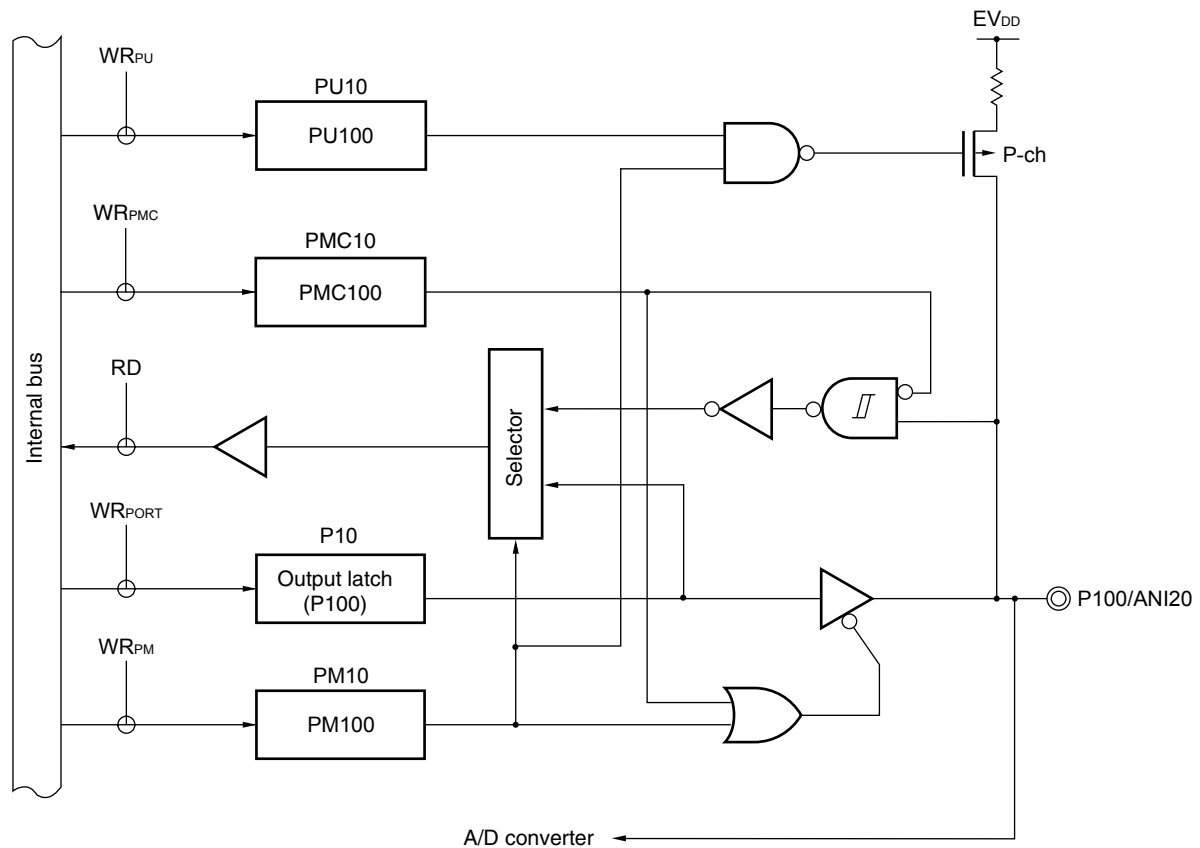 EVDD
WRPU
PU10
PU100
P-ch
WRPMC
PMC10
PMC100
Internal bus
RD
Selector
WRPORT
P10
Output latch
(P100)
P100/ANI20
WRPM
PM10
PM100
A/D converter